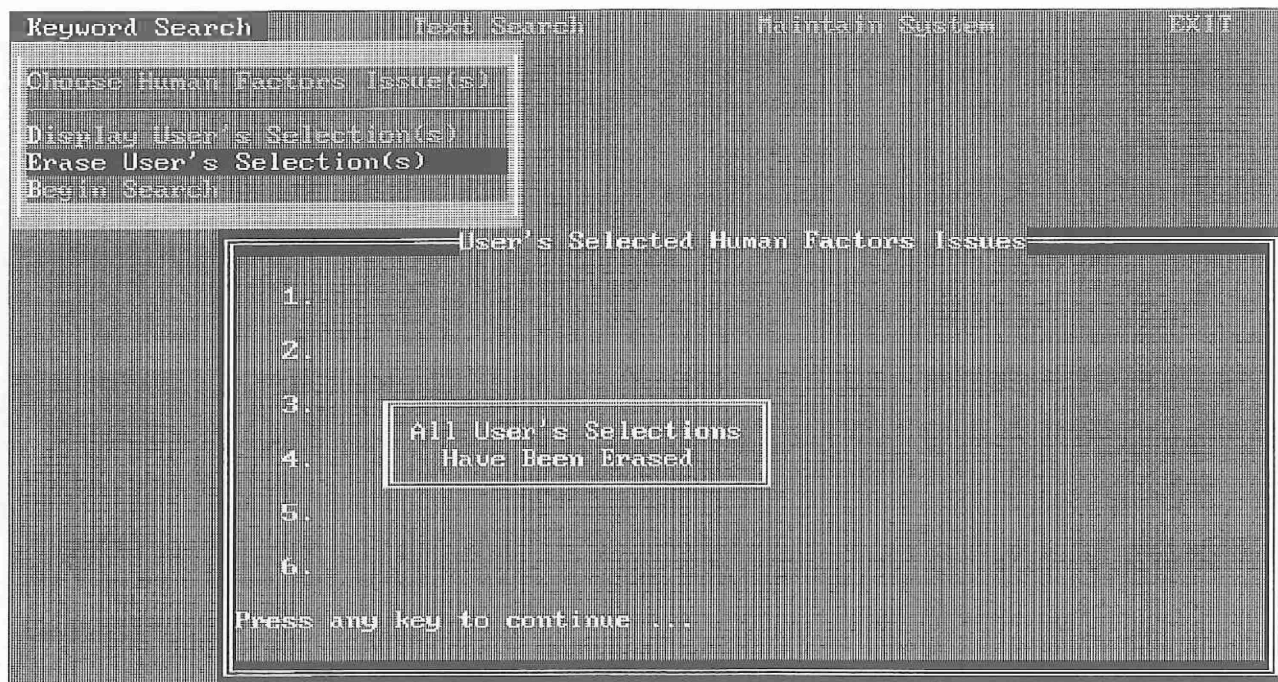 Keyword Search Text Search Maintain System EXIT
Choose Human Factors Issue(s)
Display User's Selection(s)
Erase User's Selection(s)
Begin Search
User's Selected Human Factors Issues
1.
2.
3.
All User's Selections
Have Been Erased
4.
5.
6.
Press any key to continue ...